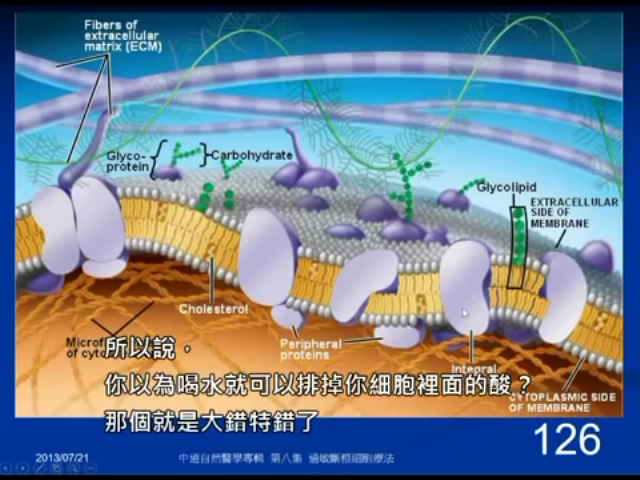 Fibers of
extracellular
matrix (ECM)
Glyco-
protein
Carbohydrate
Glycolipid
EXTRACELLULAR
SIDE OF
MEMBRANE
Cholesterol
Peripheral
proteins
Integral
CYTOPLASMIC SIDE
OF MEMBRANE
所以說，
你以為喝水就可以排掉你細胞裡面的酸？
那個就是大錯特錯了
126
2013/07/21
中道自然醫學專輯 第八集 過敏斷根細酸療法